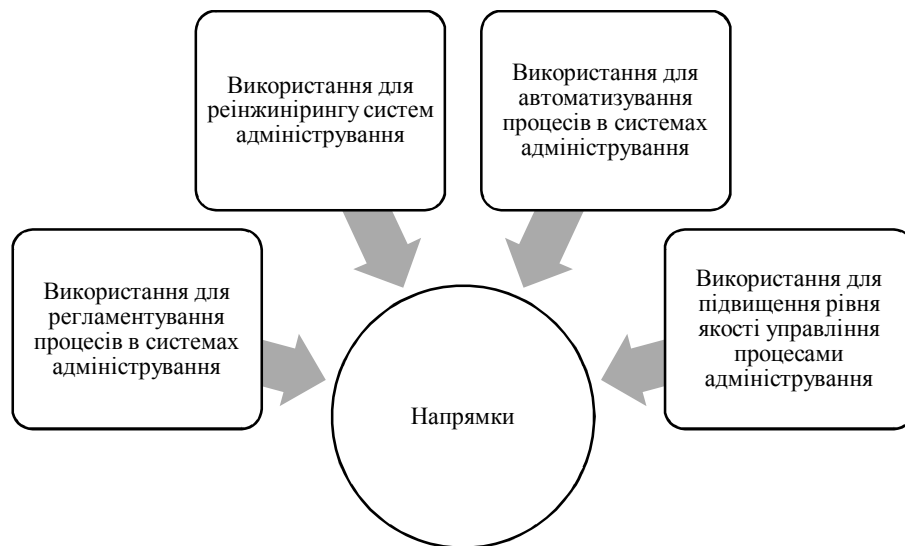 Використання для
реінжинірингу систем
адміністрування
Використання для
автоматизування
процесів в системах
адміністрування
Використання для
регламентування
процесів в системах
адміністрування
Використання для
підвищення рівня
якості управління
процесами
адміністрування
Напрямки